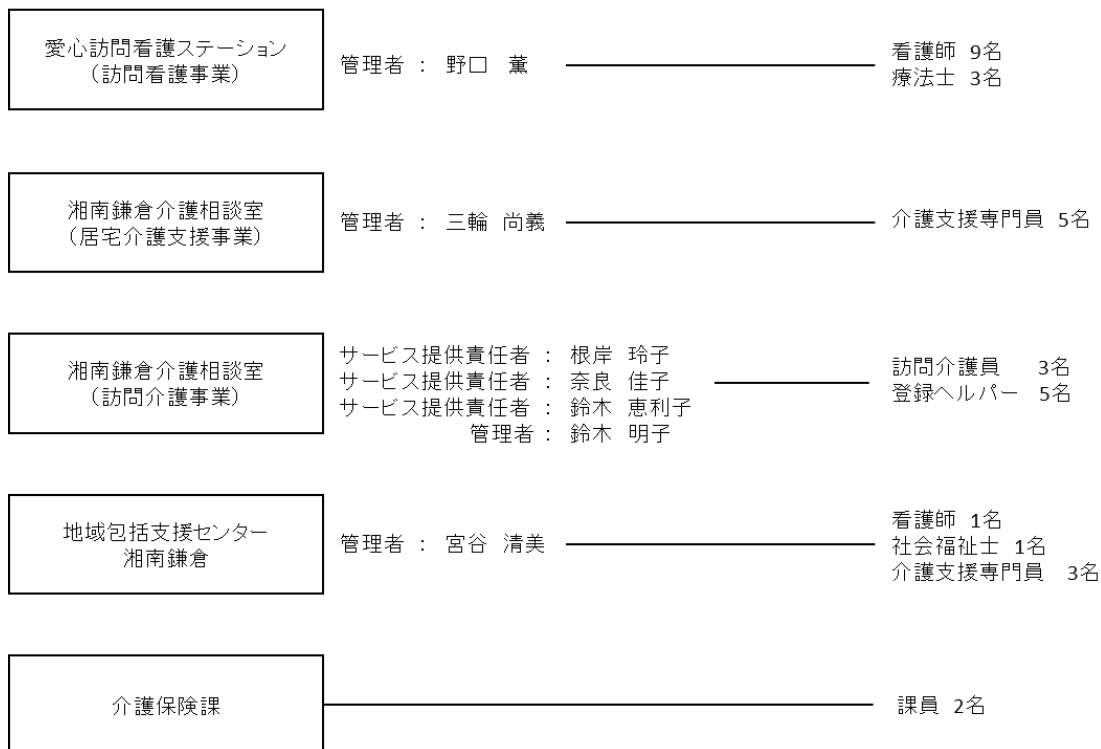 愛心訪問看護ステーション
（訪問看護事業）
管理者 ： 野口 薫
看護師 9名
療法士 3名
湘南鎌倉介護相談室
（居宅介護支援事業）
管理者 ： 三輪 尚義
介護支援専門員 5名
湘南鎌倉介護相談室
（訪問介護事業）
サービス提供責任者 ： 根岸 玲子
サービス提供責任者 ： 奈良 佳子
サービス提供責任者 ： 鈴木 恵利子
管理者 ： 鈴木 明子
訪問介護員 3名
登録ヘルパー 5名
地域包括支援センター
湘南鎌倉
管理者 ： 宮谷 清美
看護師 1名
社会福祉士 1名
介護支援専門員 3名
介護保険課
課員 2名